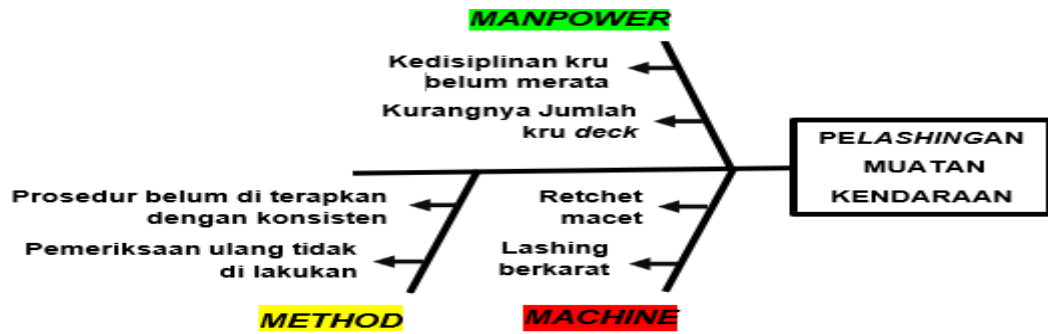 MANPOWER
Kedisiplinan kru
belum merata
Kurangnya Jumlah
kru deck
PELASHINGAN
MUATAN
KENDARAAN
Prosedur belum di terapkan
dengan konsisten
Pemeriksaan ulang tidak
di lakukan
Retchet
macet
Lashing
berkarat
METHOD
MACHINE